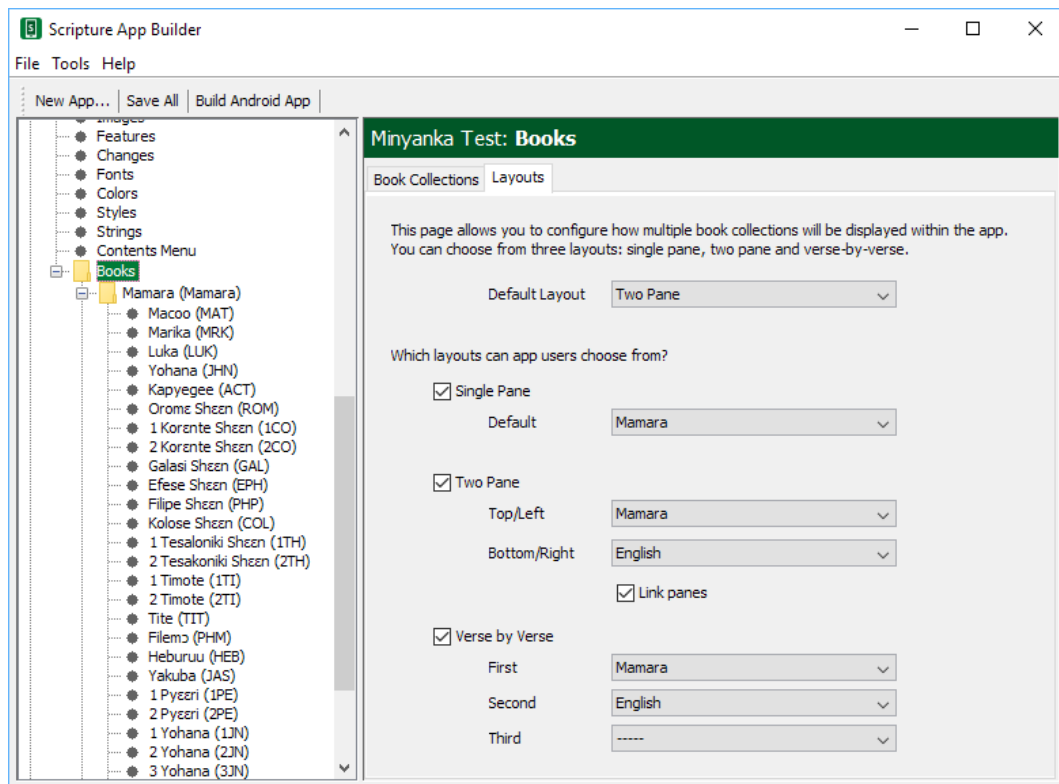 Scripture App Builder
File Tools Help
New App... Save All Build Android App
Images
Features
Changes
Fonts
Colors
Styles
Strings
Contents Menu
Books
Mamara (Mamara)
Macoo (MAT)
Marika (MRK)
Luka (LUK)
Yohana (JHN)
Kapyegee (ACT)
Oromɛ Shɛɛn (ROM)
1 Korɛnte Shɛɛn (1CO)
2 Korɛnte Shɛɛn (2CO)
Galasi Shɛɛn (GAL)
Efese Shɛɛn (EPH)
Filipe Shɛɛn (PHP)
Kolose Shɛɛn (COL)
1 Tesaloniki Shɛɛn (1TH)
2 Tesakoniki Shɛɛn (2TH)
1 Timote (1TI)
2 Timote (2TI)
Tite (TIT)
Filemɔ (PHM)
Heburuu (HEB)
Yakuba (JAS)
1 Pyɛɛri (1PE)
2 Pyɛɛri (2PE)
1 Yohana (1JN)
2 Yohana (2JN)
3 Yohana (3JN)
Minyanka Test: Books
Book Collections Layouts
This page allows you to configure how multiple book collections will be displayed within the app.
You can choose from three layouts: single pane, two pane and verse-by-verse.
Default Layout Two Pane
Which layouts can app users choose from?
Single Pane
Default Mamara
Two Pane
Top/Left Mamara
Bottom/Right English
Link panes
Verse by Verse
First Mamara
Second English
Third -----